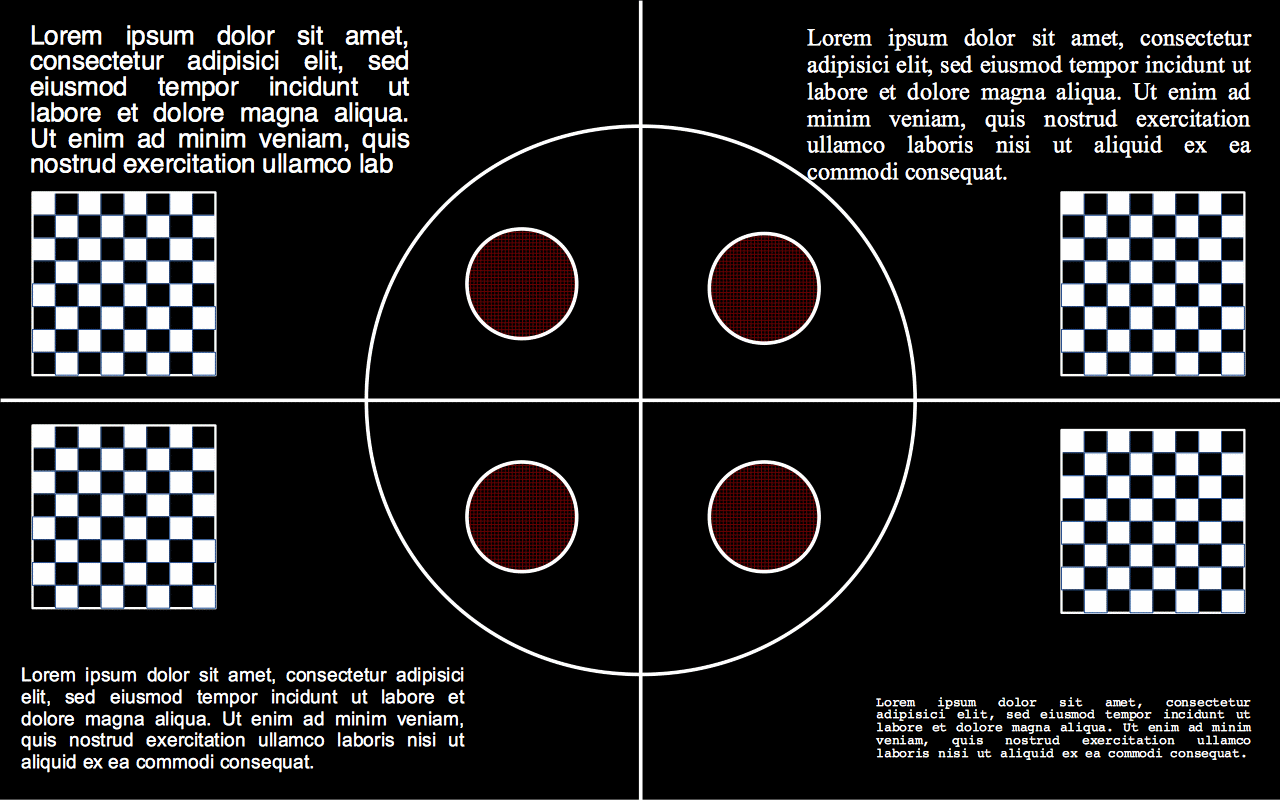 Lorem ipsum dolor sit amet,
consectetur adipisici elit, sed
eiusmod tempor incidunt ut
labore et dolore magna aliqua.
Ut enim ad minim veniam, quis
nostrud exercitation ullamco lab
Lorem ipsum dolor sit amet, consectetur
adipisici elit, sed eiusmod tempor incidunt ut
labore et dolore magna aliqua. Ut enim ad
minim veniam, quis nostrud exercitation
ullamco laboris nisi ut aliquid ex ea
commodi consequat.
Lorem ipsum dolor sit amet, consectetur adipisici
elit, sed eiusmod tempor incidunt ut labore et
dolore magna aliqua. Ut enim ad minim veniam,
quis nostrud exercitation ullamco laboris nisi ut
aliquid ex ea commodi consequat.
Lorem ipsum dolor sit amet, consectetur
adipisici elit, sed eiusmod tempor incidunt ut
labore et dolore magna aliqua. Ut enim ad minim
veniam, quis nostrud exercitation ullamco
laboris nisi ut aliquid ex ea commodi consequat.